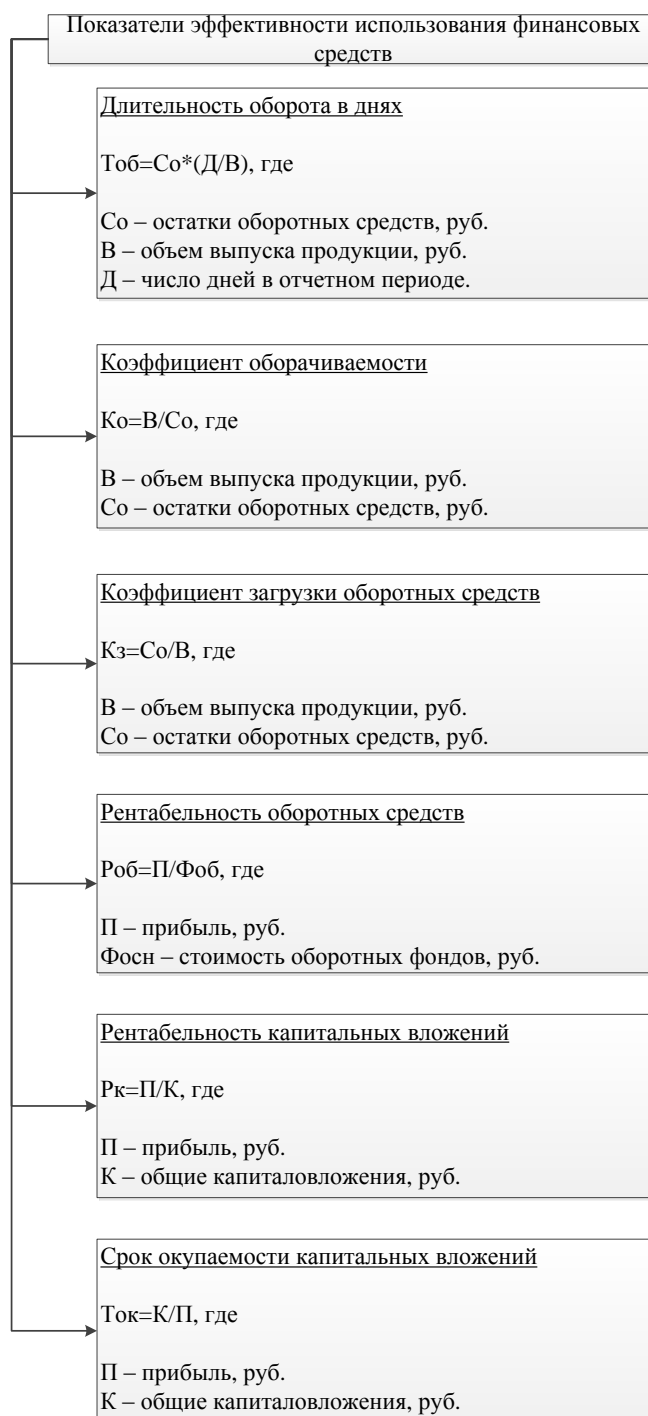 Показатели эффективности использования финансовых
средств
Длительность оборота в днях
Тоб=Со*(Д/В), где
Со – остатки оборотных средств, руб.
В – объем выпуска продукции, руб.
Д – число дней в отчетном периоде.
Коэффициент оборачиваемости
Ко=В/Со, где
В – объем выпуска продукции, руб.
Со – остатки оборотных средств, руб.
Коэффициент загрузки оборотных средств
Кз=Со/В, где
В – объем выпуска продукции, руб.
Со – остатки оборотных средств, руб.
Рентабельность оборотных средств
Роб=П/Фоб, где
П – прибыль, руб.
Фосн – стоимость оборотных фондов, руб.
Рентабельность капитальных вложений
Рк=П/К, где
П – прибыль, руб.
К – общие капиталовложения, руб.
Срок окупаемости капитальных вложений
Ток=К/П, где
П – прибыль, руб.
К – общие капиталовложения, руб.